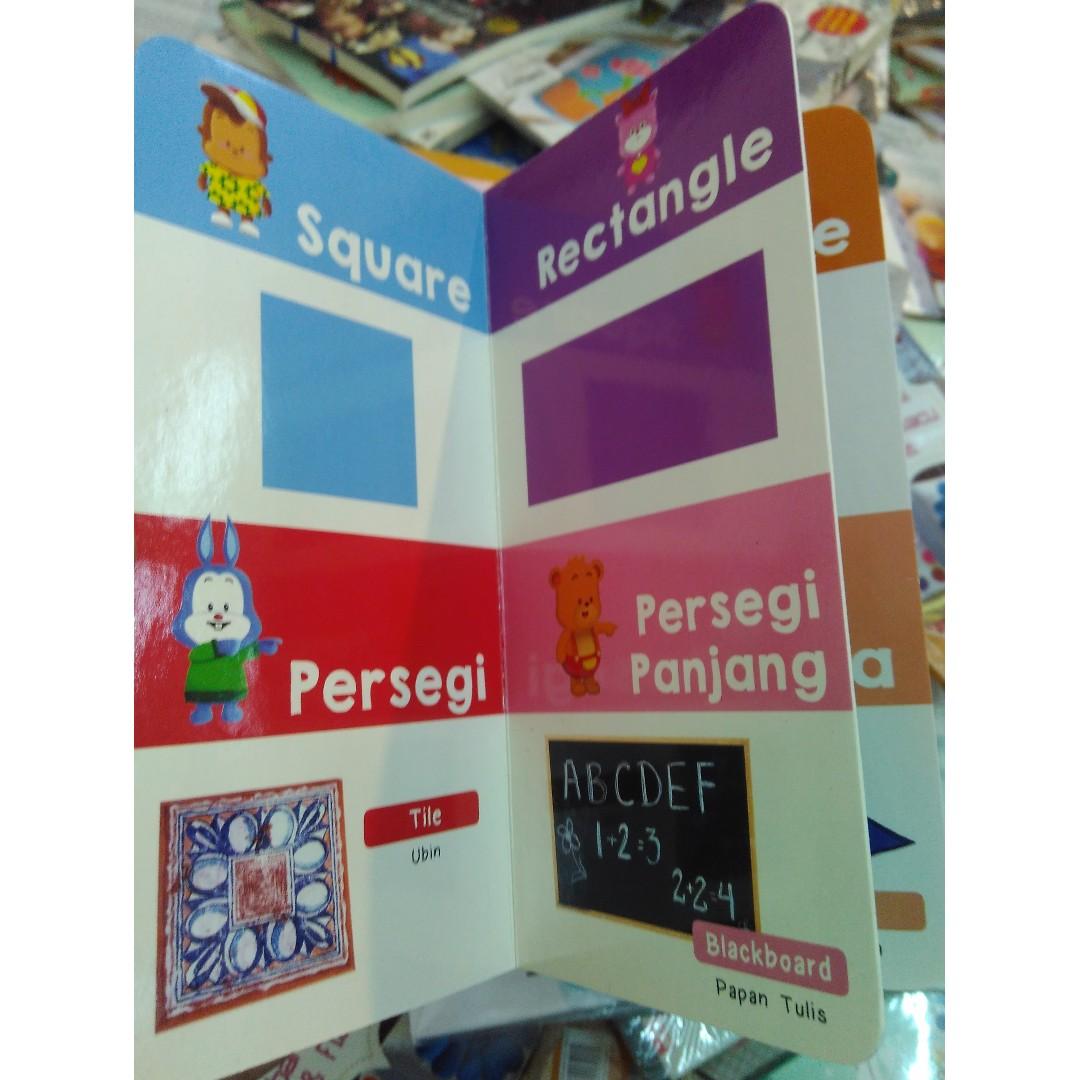 Square
Persegi
Tile
Ubin
Rectangle
Persegi
Panjang
ABCDEF
1+2=3
2+2=4
Blackboard
Papan Tulis
e
a